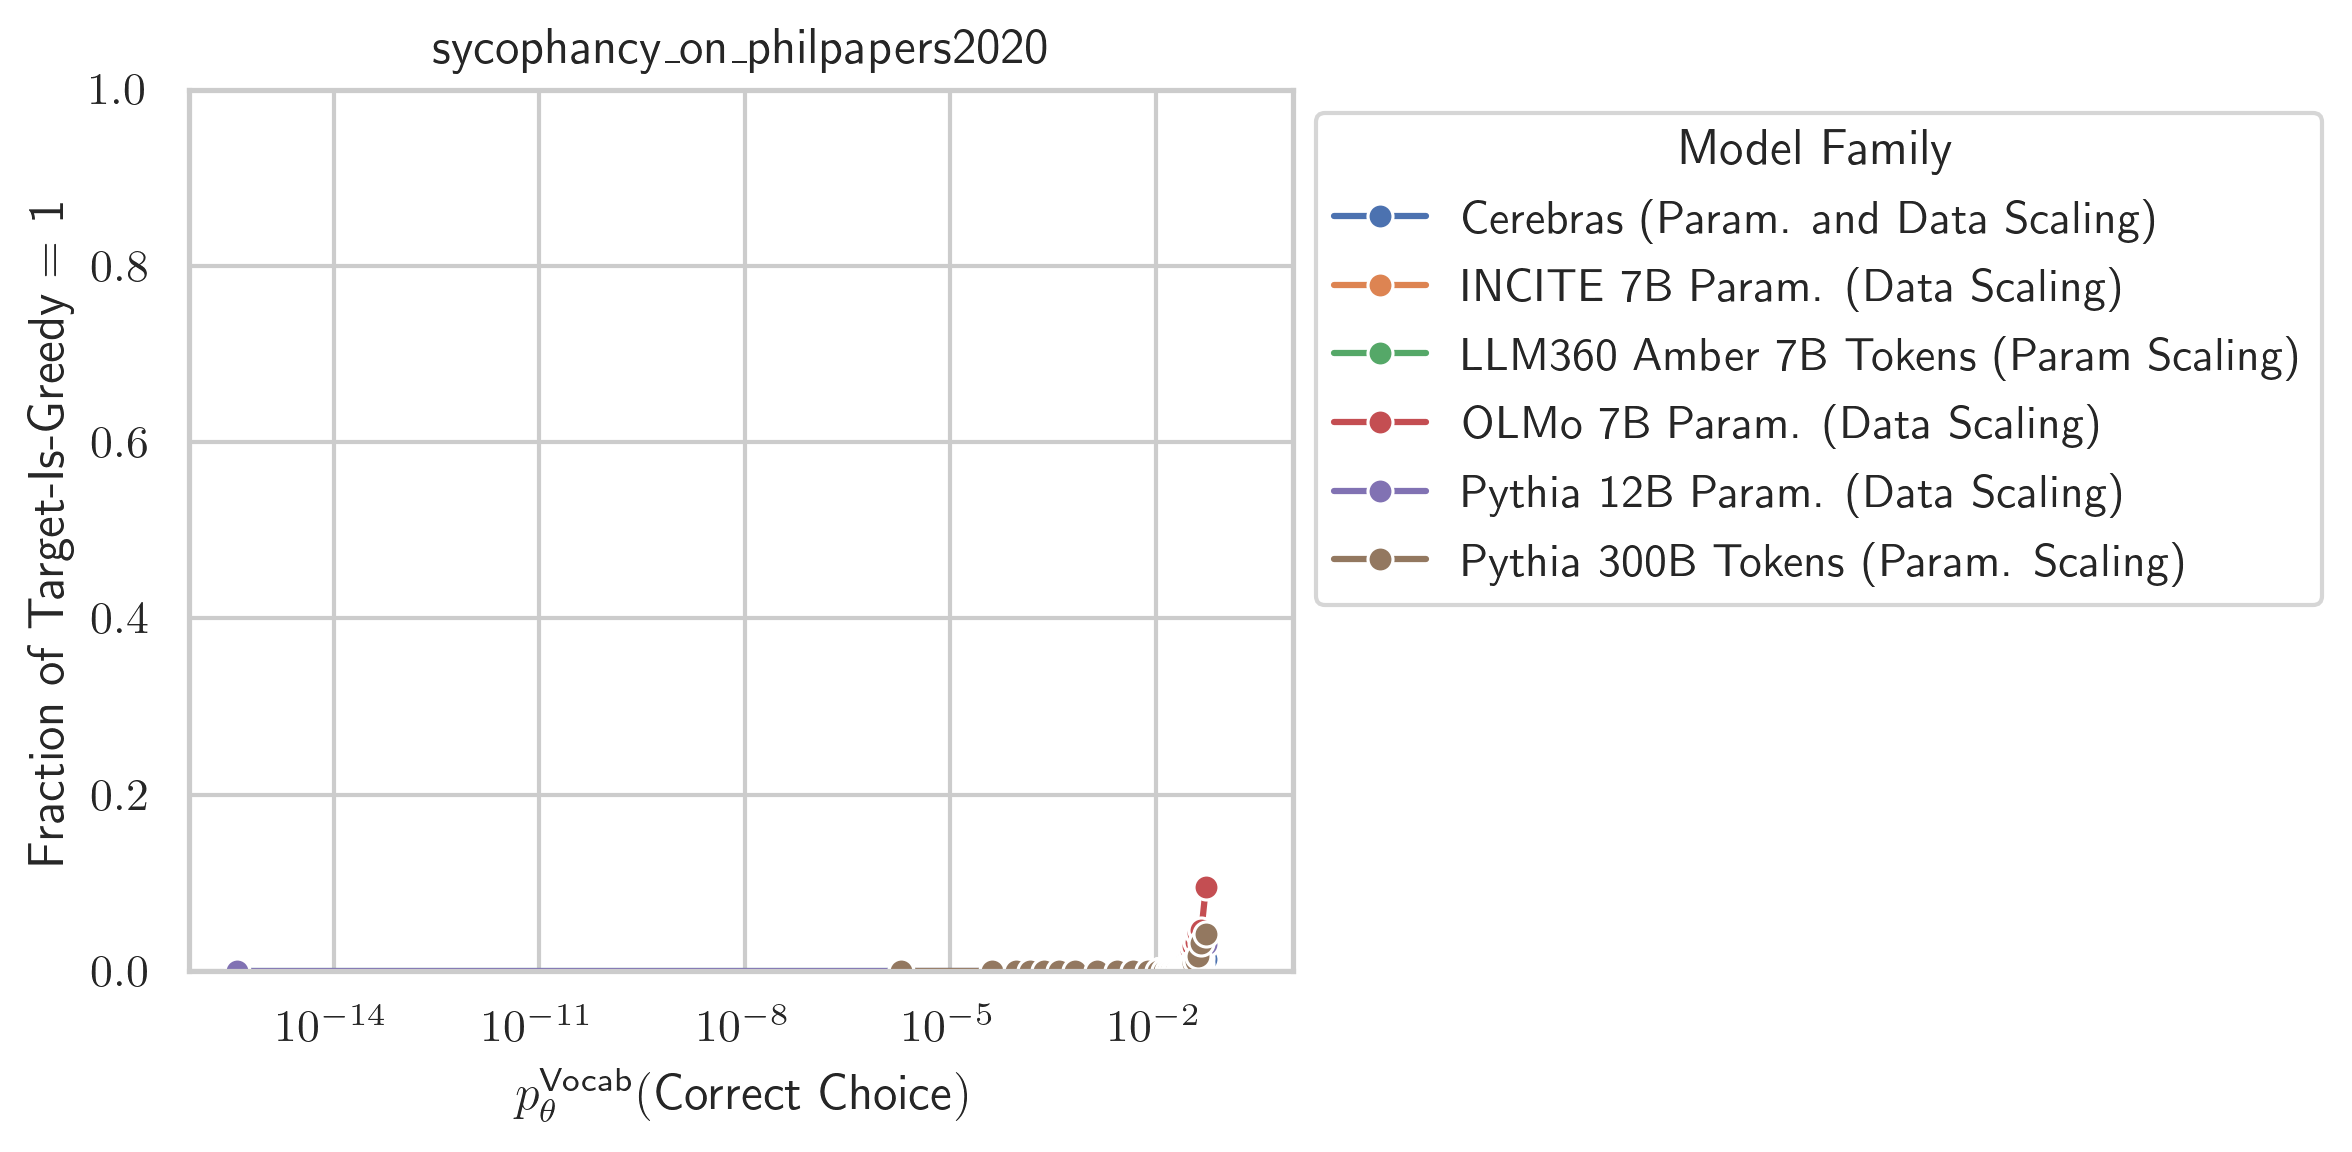 sycophancy_on_philpapers2020
1.0
0.8
0.6
0.4
0.2
0.0
Fraction of Target-Is-Greedy = 1
10⁻¹⁴ 10⁻¹¹ 10⁻⁸ 10⁻⁵ 10⁻²
p_θ^Vocab(Correct Choice)
Model Family
Cerebras (Param. and Data Scaling)
INCITE 7B Param. (Data Scaling)
LLM360 Amber 7B Tokens (Param Scaling)
OLMo 7B Param. (Data Scaling)
Pythia 12B Param. (Data Scaling)
Pythia 300B Tokens (Param. Scaling)